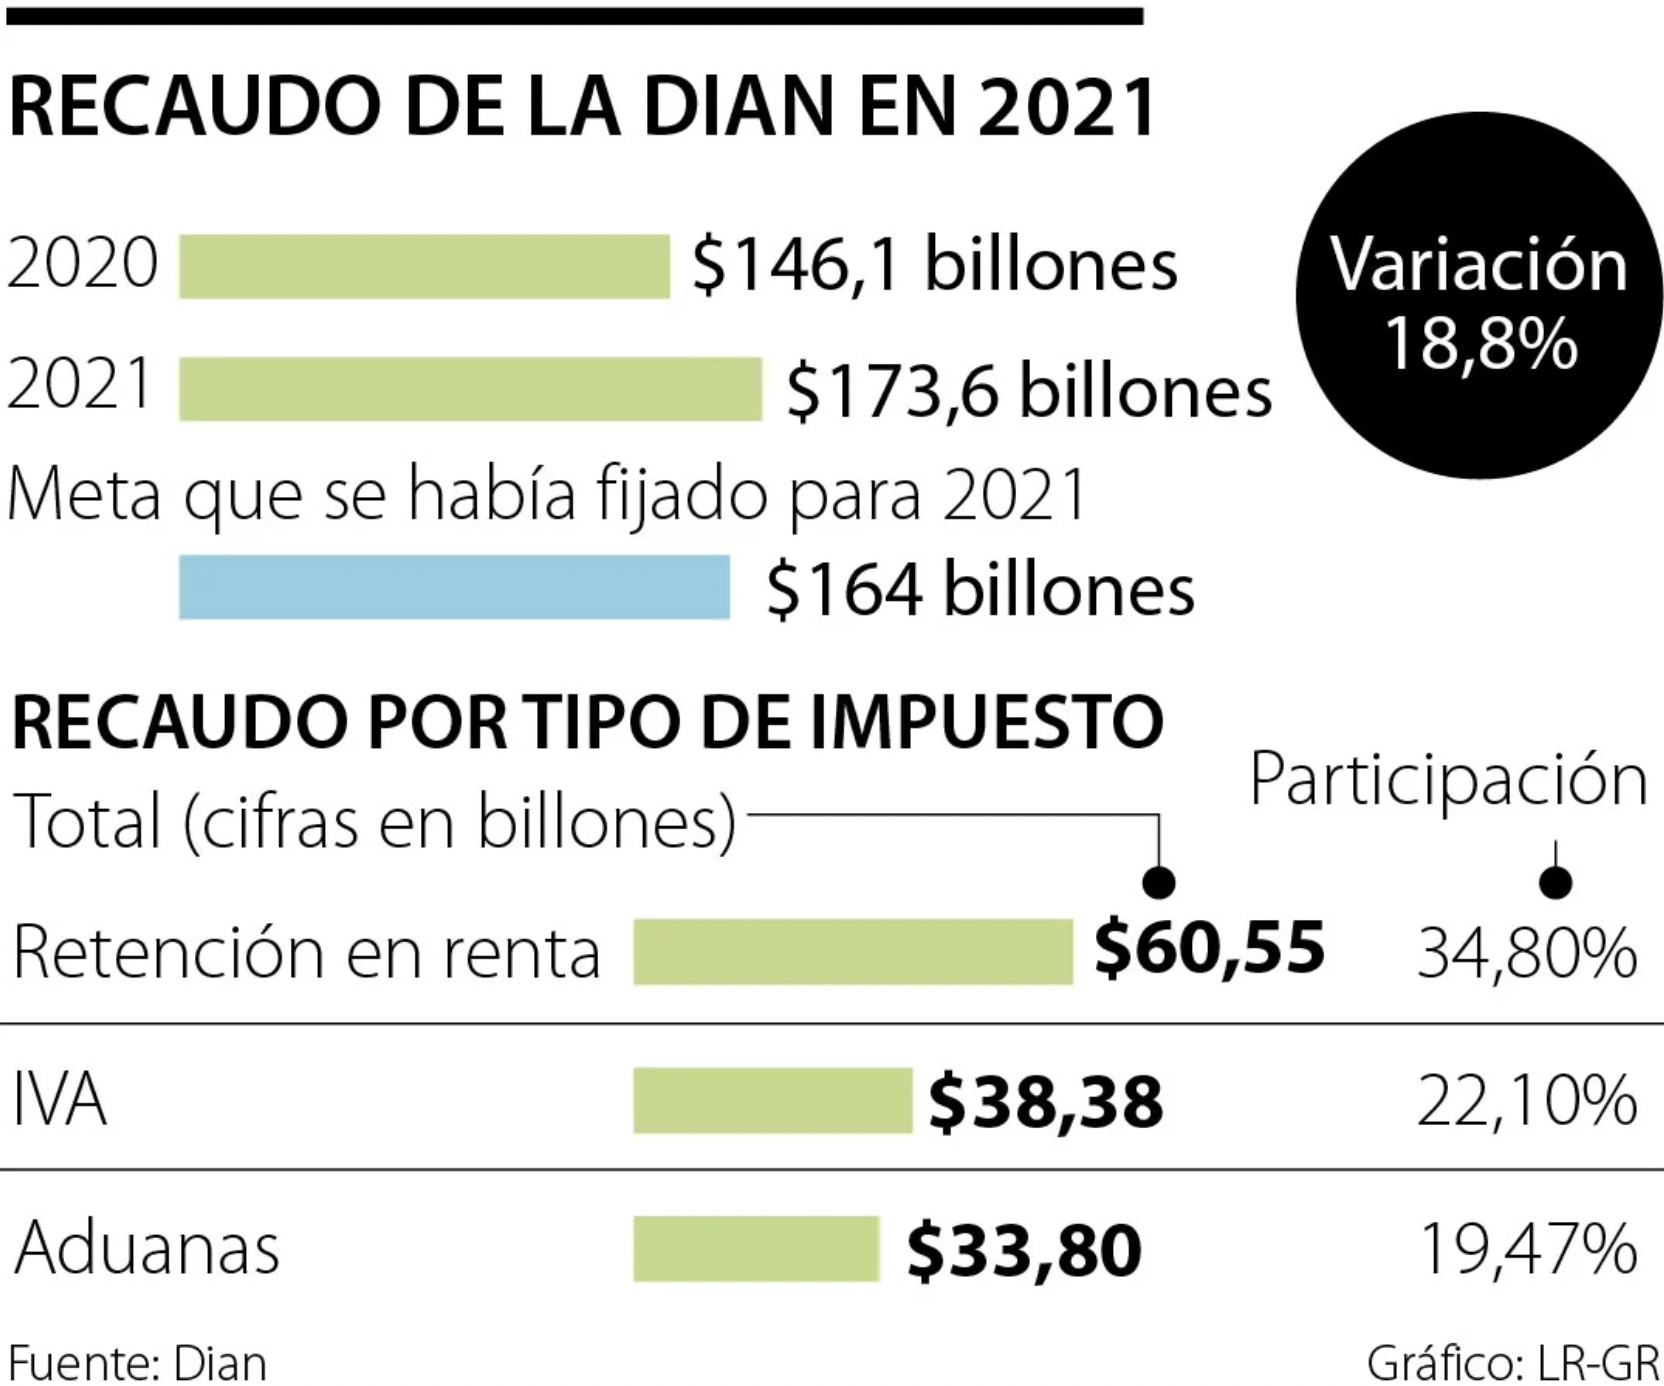 RECAUDO DE LA DIAN EN 2021
2020 $146,1 billones
2021 $173,6 billones
Variación
18,8%
Meta que se había fijado para 2021
$164 billones
RECAUDO POR TIPO DE IMPUESTO
Total (cifras en billones)
Participación
Retención en renta $60,55 34,80%
IVA $38,38 22,10%
Aduanas $33,80 19,47%
Fuente: Dian
Gráfico: LR-GR